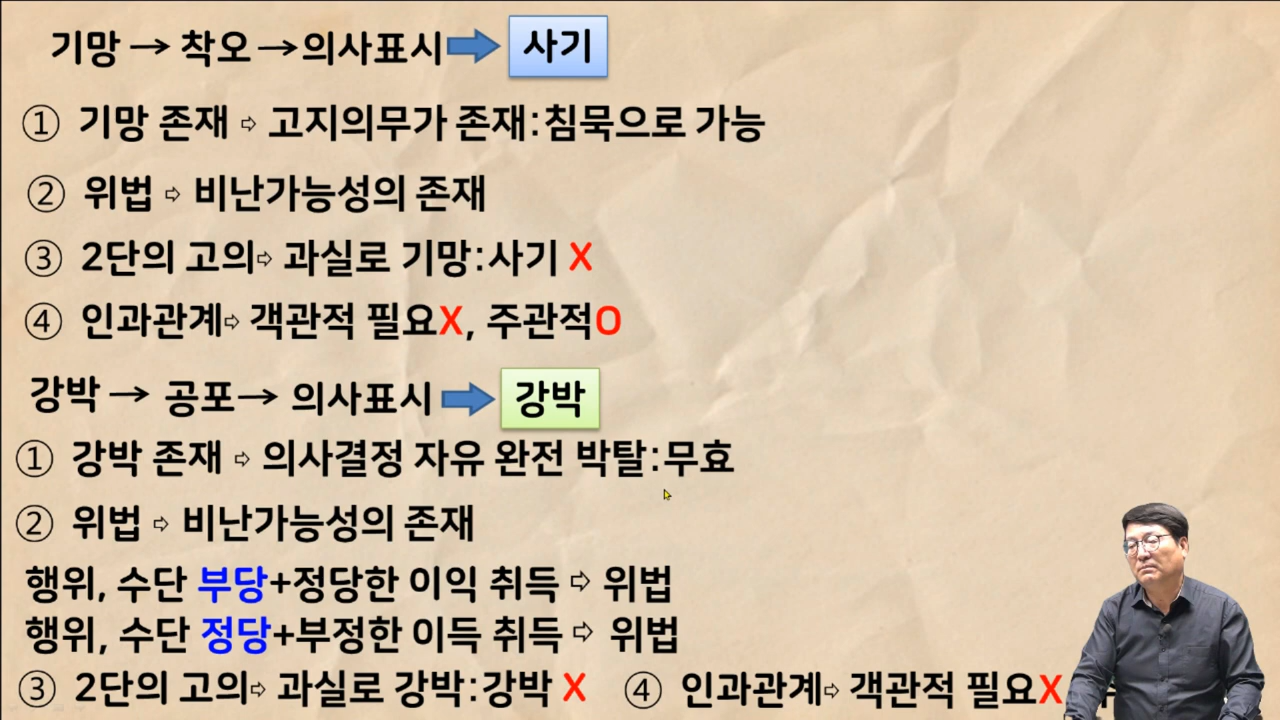 기망 → 착오 → 의사표시 ➡ 사기
① 기망 존재 ⇨ 고지의무가 존재:침묵으로 가능
② 위법 ⇨ 비난가능성의 존재
③ 2단의 고의⇨ 과실로 기망:사기 X
④ 인과관계⇨ 객관적 필요X, 주관적O
강박 → 공포→ 의사표시 ➡ 강박
① 강박 존재 ⇨ 의사결정 자유 완전 박탈:무효
② 위법 ⇨ 비난가능성의 존재
행위, 수단 부당+정당한 이익 취득 ⇨ 위법
행위, 수단 정당+부정한 이득 취득 ⇨ 위법
③ 2단의 고의⇨ 과실로 강박:강박 X ④ 인과관계⇨ 객관적 필요X